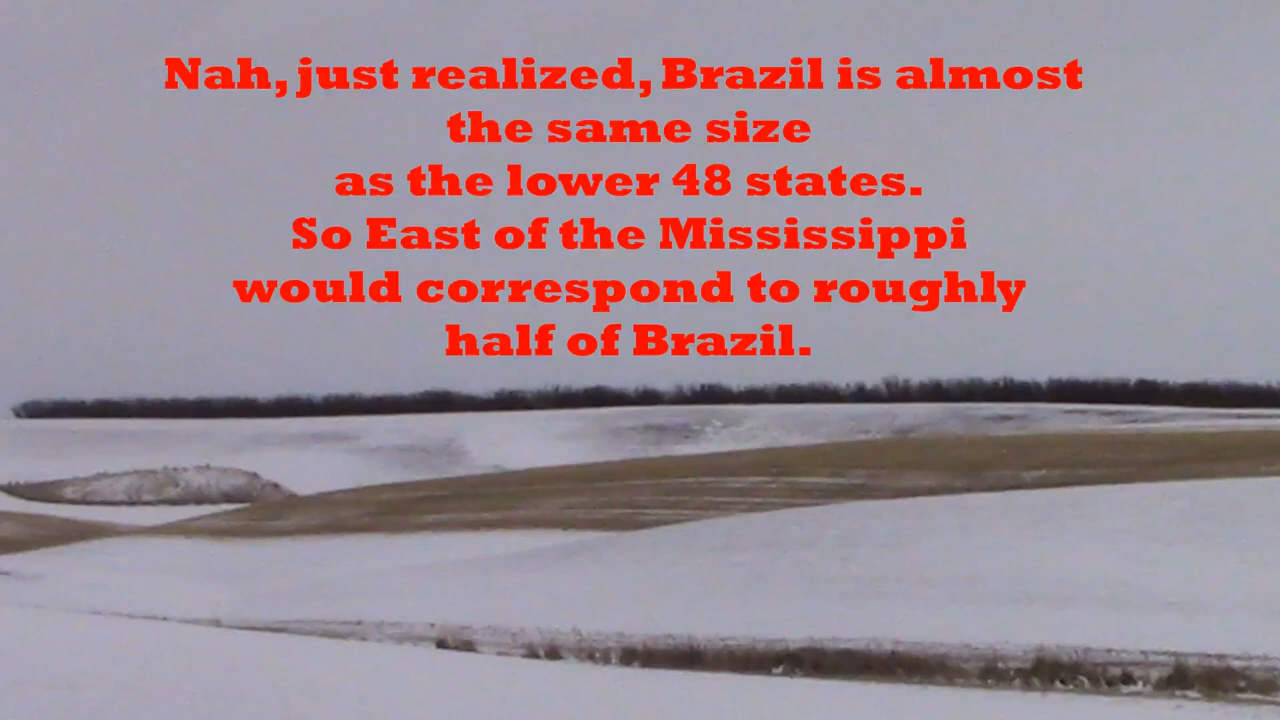 Nah, just realized, Brazil is almost
the same size
as the lower 48 states.
So East of the Mississippi
would correspond to roughly
half of Brazil.